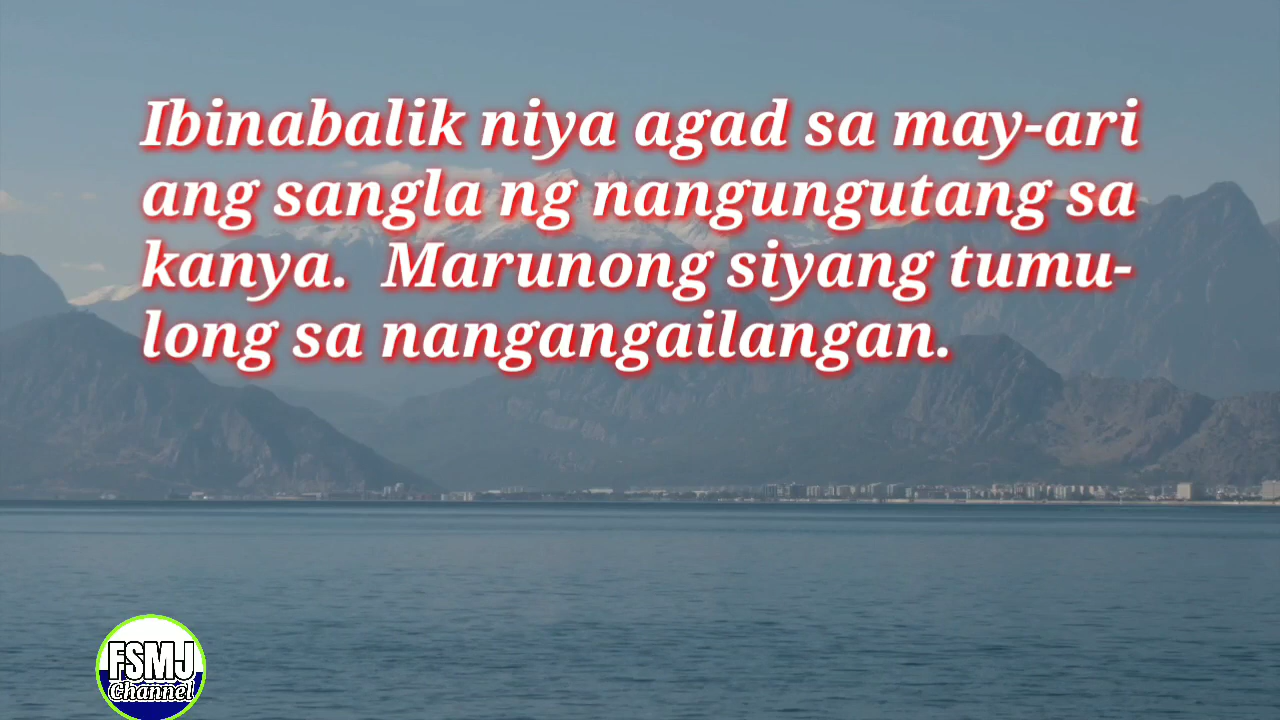 Ibinabalik niya agad sa may-ari
ang sangla ng nangungutang sa
kanya.  Marunong siyang tumu-
long sa nangangailangan.
FSMJ
Channel